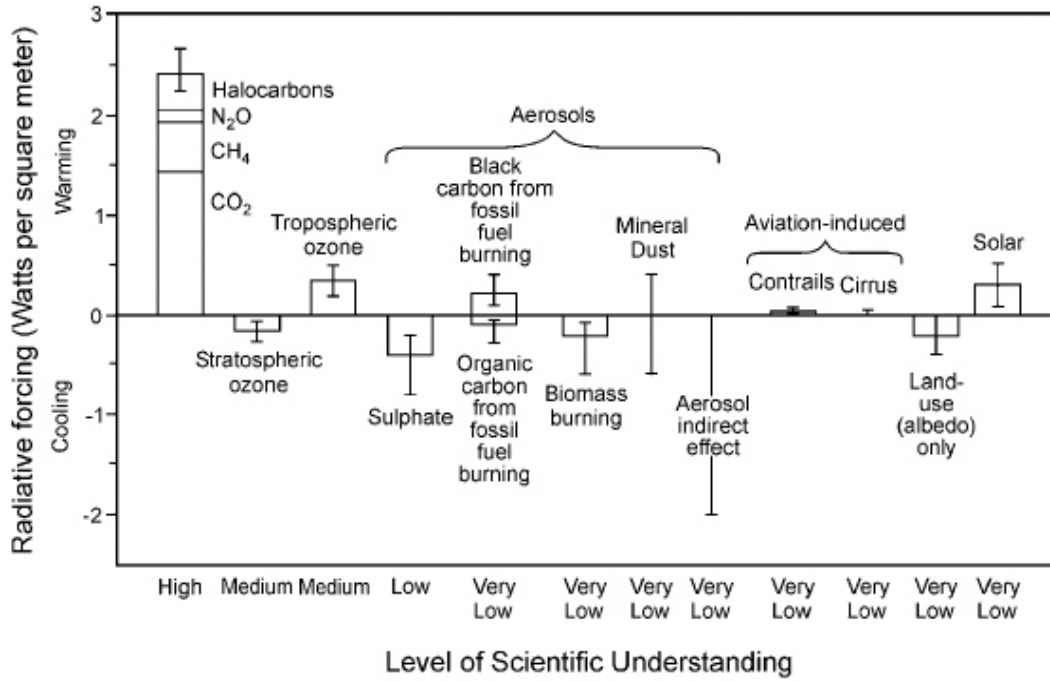 Radiative forcing (Watts per square meter)
Warming
Cooling
3
2
1
0
-1
-2
Halocarbons
N₂O
CH₄
CO₂
Stratospheric
ozone
Tropospheric
ozone
Aerosols
Sulphate
Black
carbon from
fossil
fuel
burning
Organic
carbon
from
fossil
fuel
burning
Biomass
burning
Mineral
Dust
Aerosol
indirect
effect
Aviation-induced
Contrails
Cirrus
Land-
use
(albedo)
only
Solar
High
Medium
Medium
Low
Very
Low
Very
Low
Very
Low
Very
Low
Very
Low
Very
Low
Very
Low
Very
Low
Level of Scientific Understanding